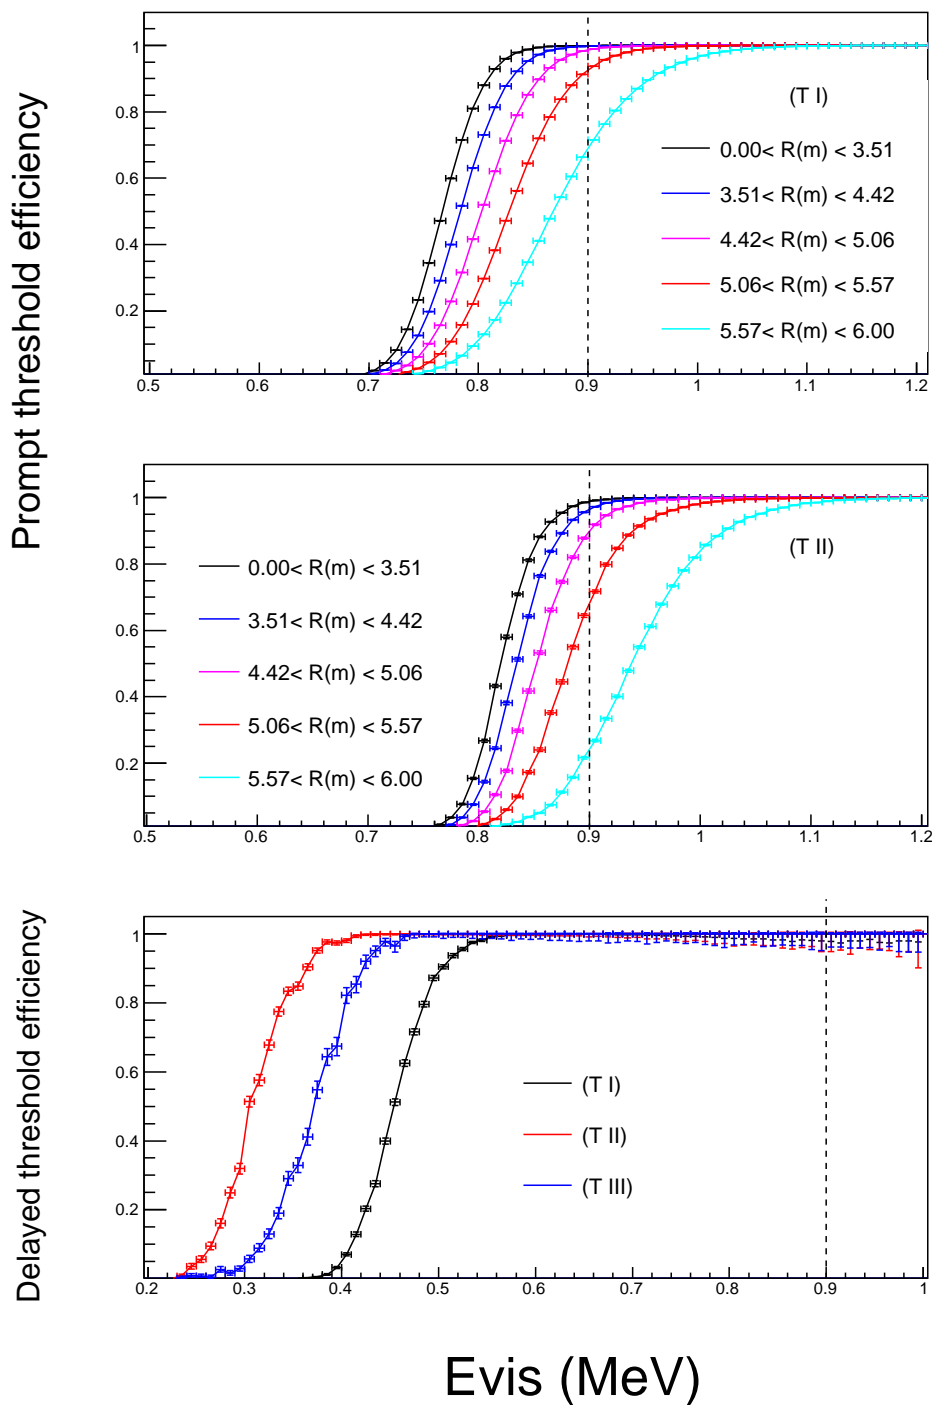 Prompt threshold efficiency
1
0.8
0.6
0.4
0.2
(T I)
0.00< R(m) < 3.51
3.51< R(m) < 4.42
4.42< R(m) < 5.06
5.06< R(m) < 5.57
5.57< R(m) < 6.00
0.5 0.6 0.7 0.8 0.9 1 1.1 1.2
1
0.8
0.6
0.4
0.2
(T II)
0.00< R(m) < 3.51
3.51< R(m) < 4.42
4.42< R(m) < 5.06
5.06< R(m) < 5.57
5.57< R(m) < 6.00
0.5 0.6 0.7 0.8 0.9 1 1.1 1.2
Delayed threshold efficiency
1
0.8
0.6
0.4
0.2
(T I)
(T II)
(T III)
0.2 0.3 0.4 0.5 0.6 0.7 0.8 0.9 1
Evis (MeV)